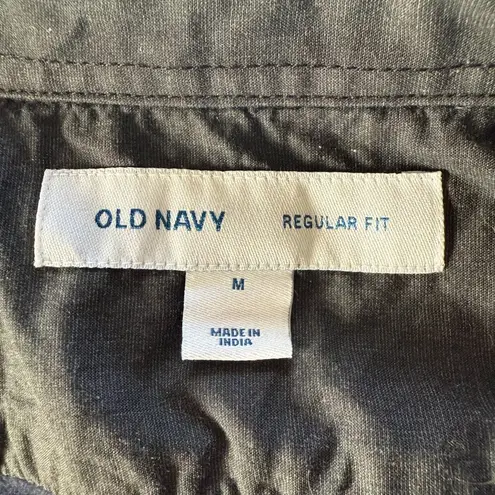 OLD NAVY REGULAR FIT
M
MADE IN
INDIA